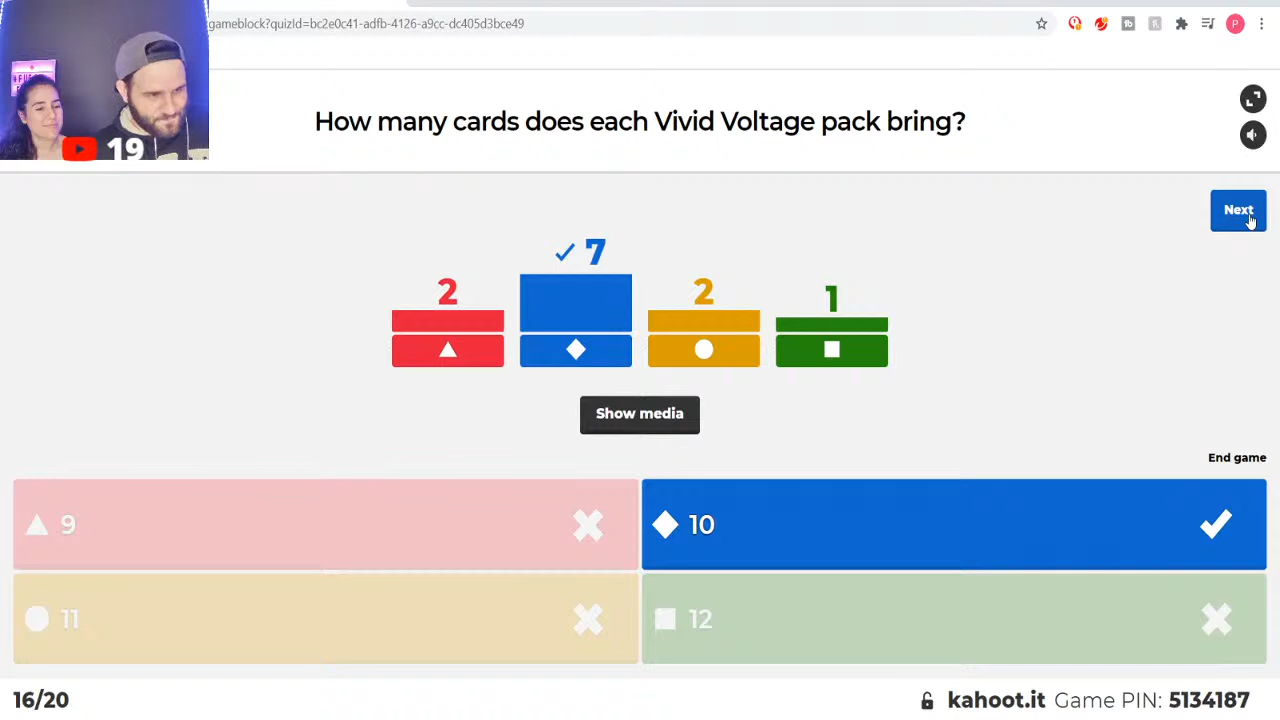 gameblock?quizId=bc2e0c41-adfb-4126-a9cc-dc405d3bce49
19
How many cards does each Vivid Voltage pack bring?
Next
2
7
2
1
Show media
End game
9
10
11
12
16/20
kahoot.it Game PIN: 5134187